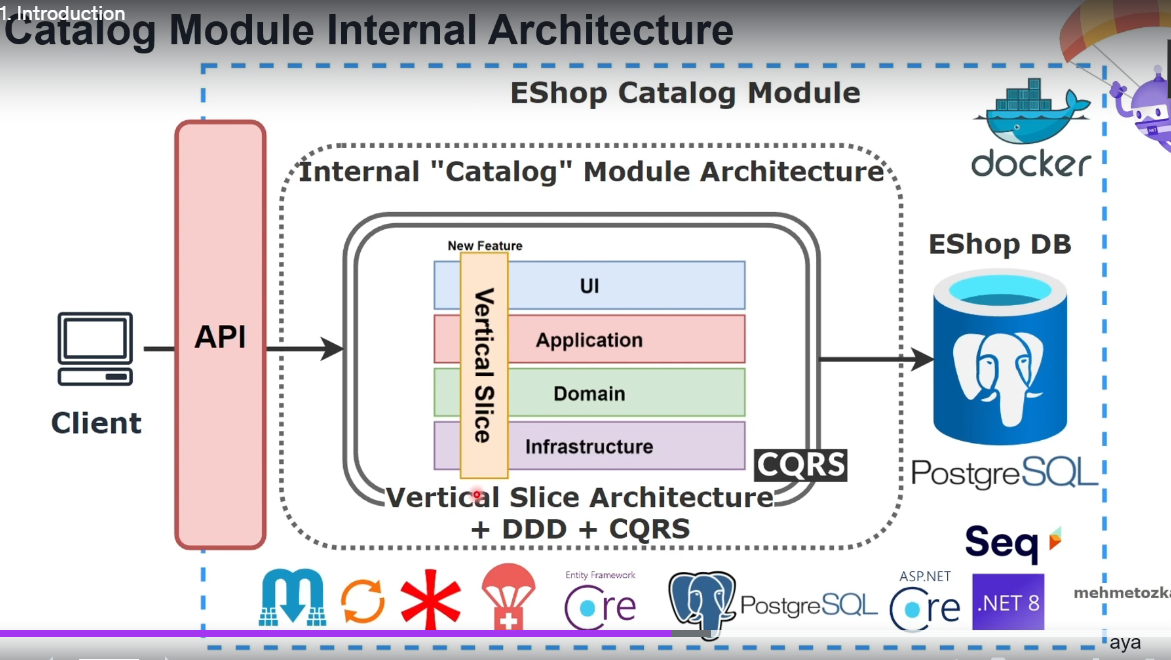 1. Introduction
Catalog Module Internal Architecture
EShop Catalog Module
docker
Internal "Catalog" Module Architecture
EShop DB
New Feature
UI
Vertical Slice
API
Application
Domain
Client
Infrastructure
CQRS
PostgreSQL
Vertical Slice Architecture
+ DDD + CQRS
Seq
Entity Framework
Core
PostgreSQL
ASP.NET
Core
.NET 8
mehmetozka
aya